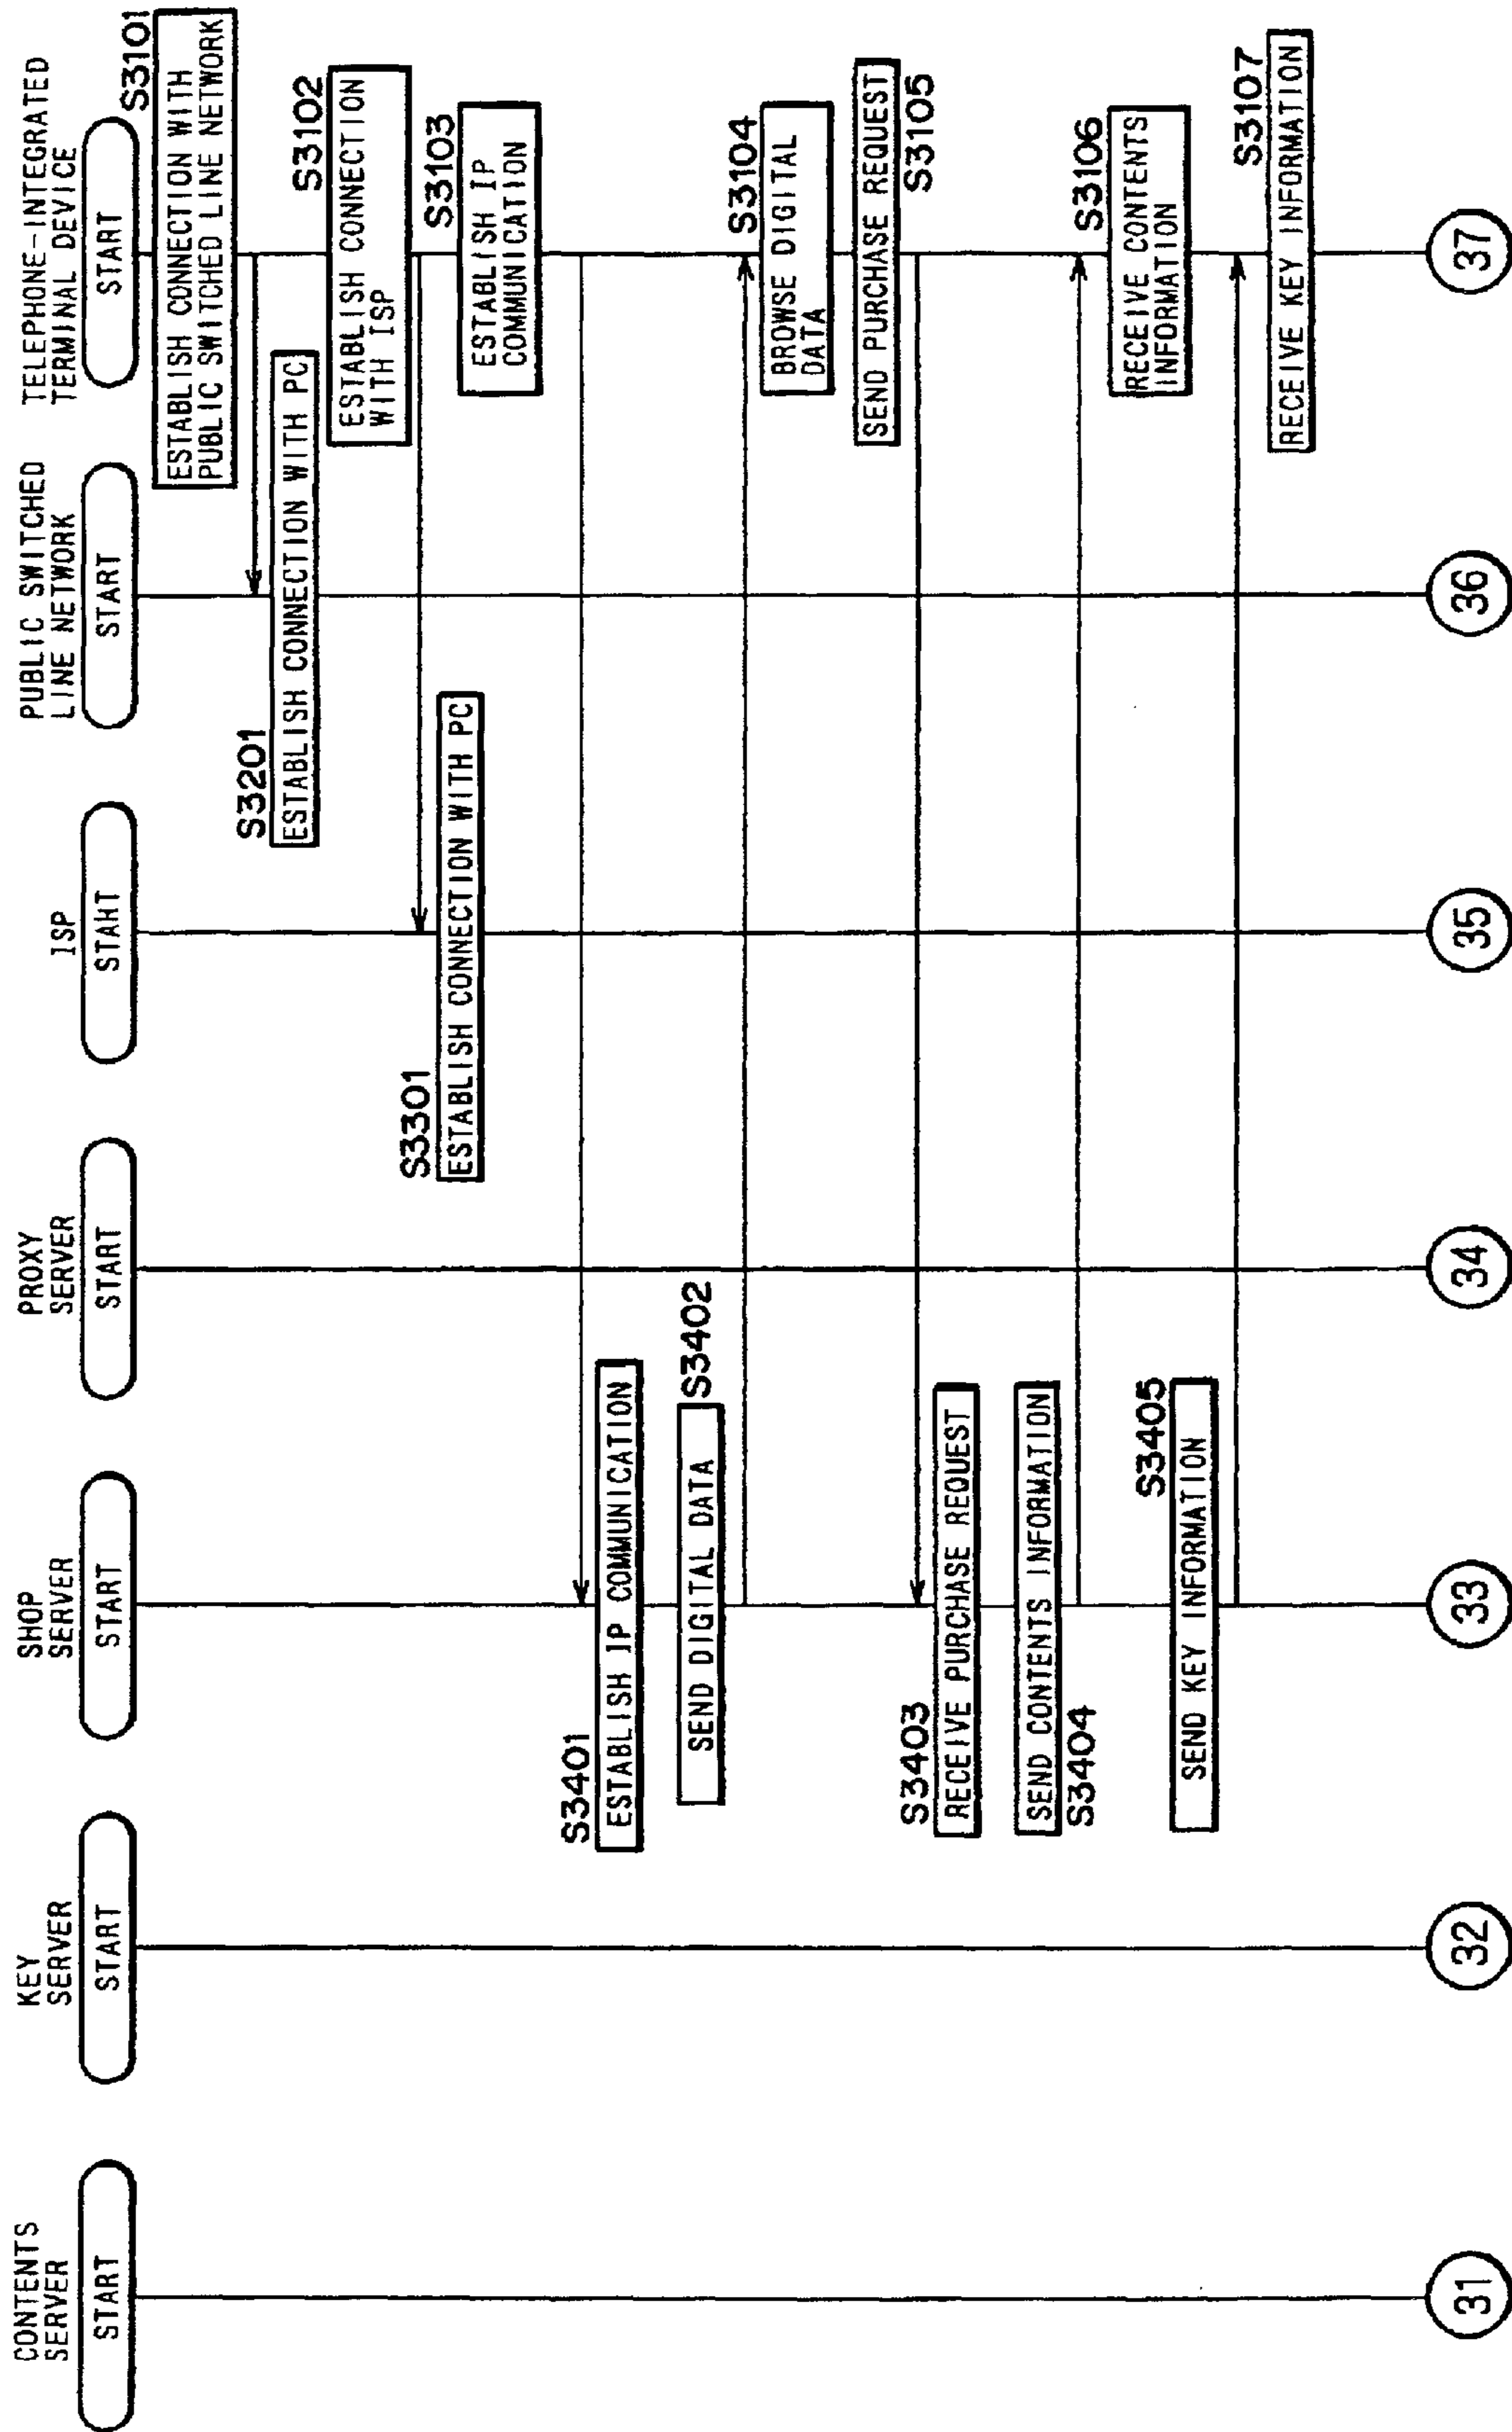 CONTENTS
SERVER
START
KEY
SERVER
START
SHOP
SERVER
START
PROXY
SERVER
START
ISP
STAHT
PUBLIC SWITCHED
LINE NETWORK
START
TELEPHONE-INTEGRATED
TERMINAL DEVICE
START
S3101
ESTABLISH CONNECTION WITH
PUBLIC SWITCHED LINE NETWORK
S3201
ESTABLISH CONNECTION WITH PC
S3102
ESTABLISH CONNECTION
WITH ISP
S3301
ESTABLISH CONNECTION WITH PC
S3103
ESTABLISH IP
COMMUNICATION
S3401
ESTABLISH IP COMMUNICATION
SEND DIGITAL DATA
S3402
S3104
BROWSE DIGITAL
DATA
SEND PURCHASE REQUEST
S3105
S3403
RECEIVE PURCHASE REQUEST
SEND CONTENTS INFORMATION
S3404
S3106
RECEIVE CONTENTS
INFORMATION
S3405
SEND KEY INFORMATION
S3107
RECEIVE KEY INFORMATION
31
32
33
34
35
36
37